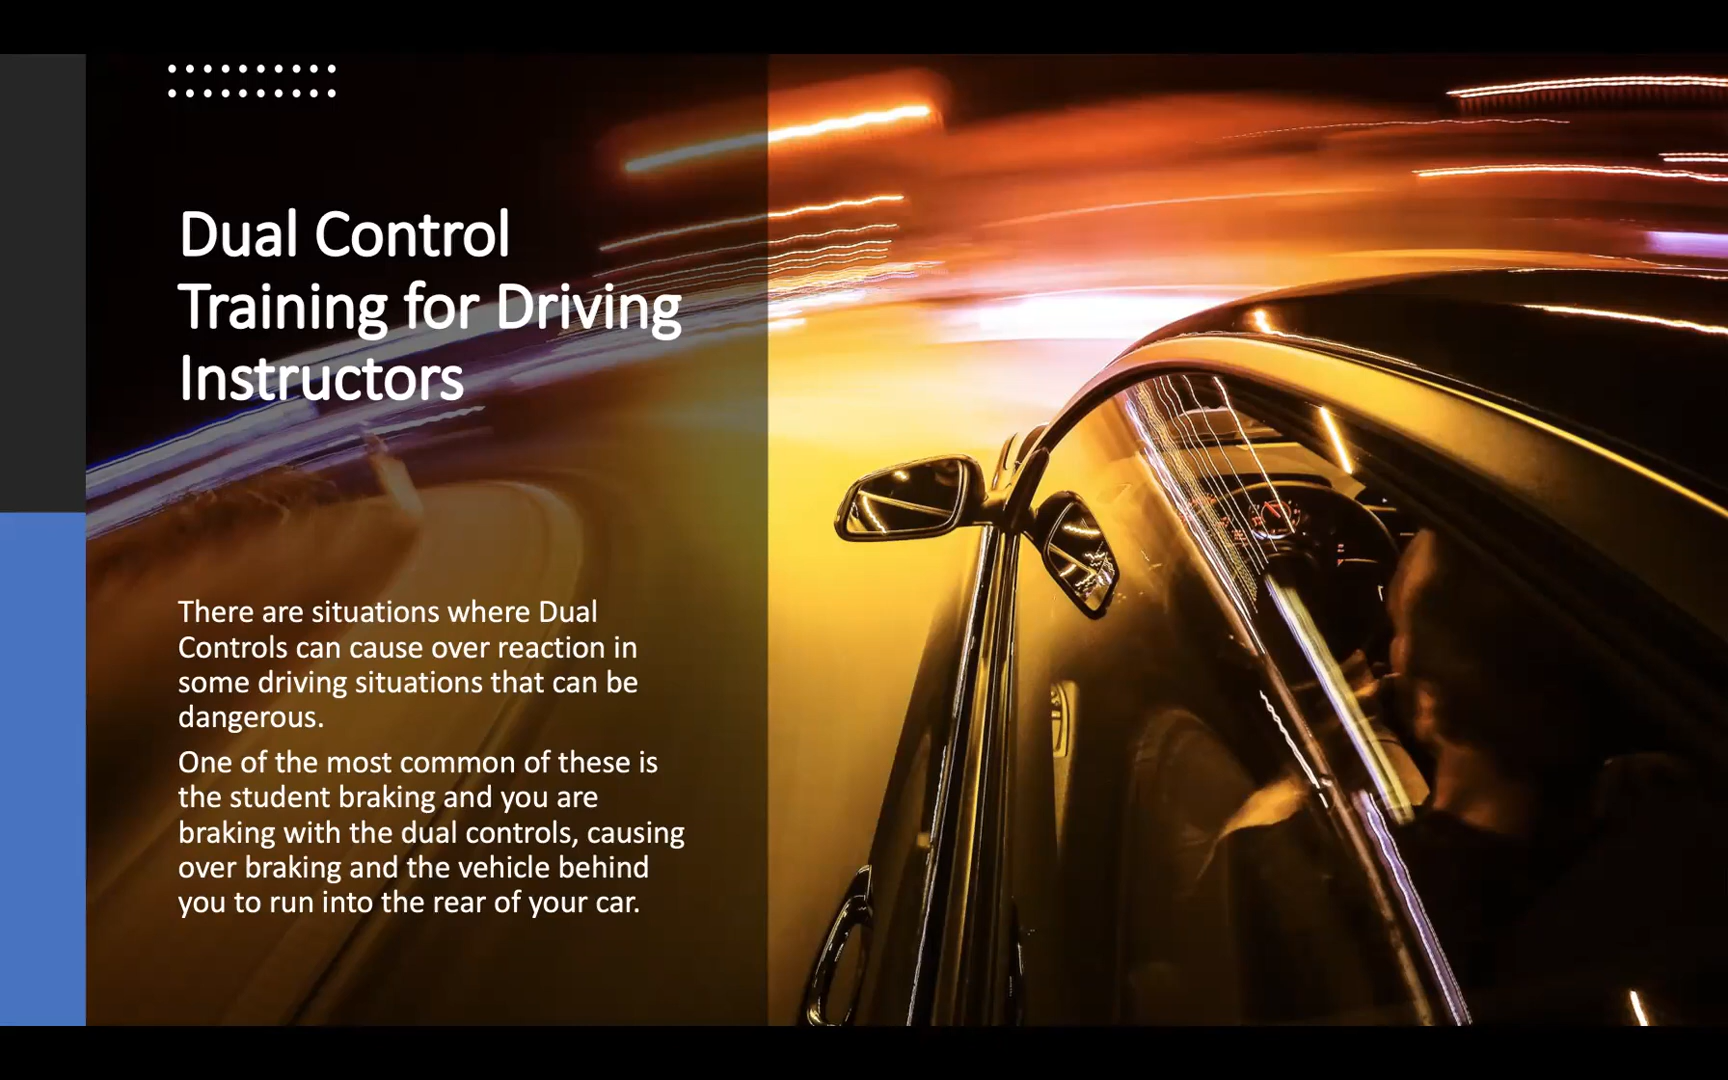 Dual Control
Training for Driving
Instructors
There are situations where Dual
Controls can cause over reaction in
some driving situations that can be
dangerous.
One of the most common of these is
the student braking and you are
braking with the dual controls, causing
over braking and the vehicle behind
you to run into the rear of your car.